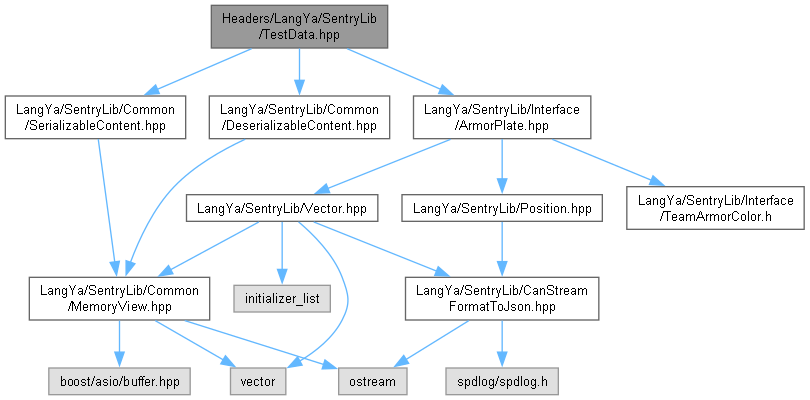 Headers/LangYa/SentryLib
/TestData.hpp
LangYa/SentryLib/Common
/SerializableContent.hpp
LangYa/SentryLib/Common
/DeserializableContent.hpp
LangYa/SentryLib/Interface
/ArmorPlate.hpp
LangYa/SentryLib/Vector.hpp
LangYa/SentryLib/Position.hpp
LangYa/SentryLib/Interface
/TeamArmorColor.h
LangYa/SentryLib/Common
/MemoryView.hpp
initializer_list
LangYa/SentryLib/CanStream
FormatToJson.hpp
boost/asio/buffer.hpp
vector
ostream
spdlog/spdlog.h